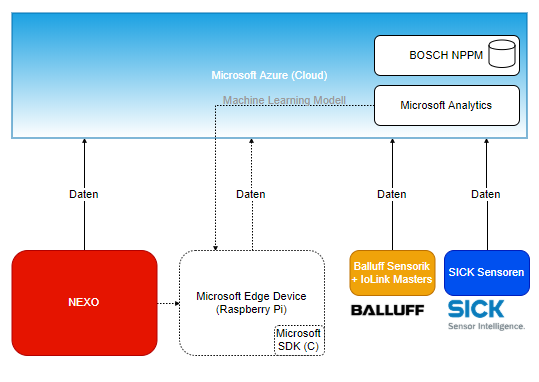 BOSCH NPPM
Microsoft Azure (Cloud)
Machine Learning Modell
Microsoft Analytics
Daten
Daten
Daten
Daten
NEXO
Microsoft Edge Device
(Raspberry Pi)
Microsoft
SDK (C)
Balluff Sensorik
+ IoLink Masters
SICK Sensoren
BALLUFF
SICK
Sensor Intelligence.